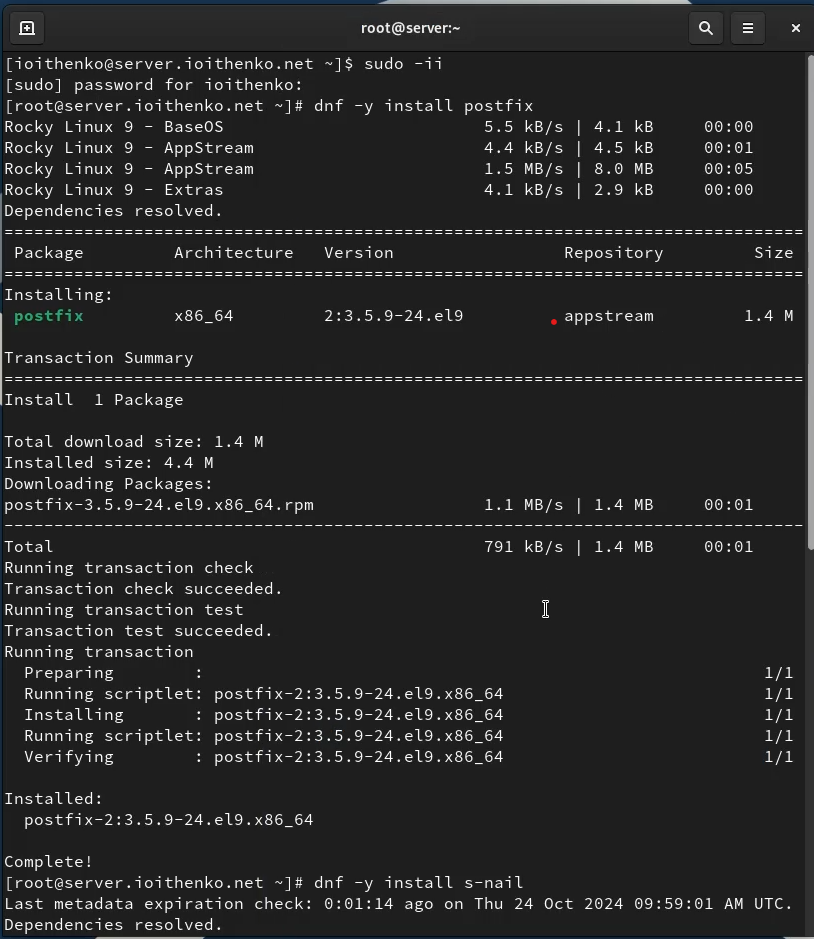 root@server:~
[ioithenko@server.ioithenko.net ~]$ sudo -ii
[sudo] password for ioithenko:
[root@server.ioithenko.net ~]# dnf -y install postfix
Rocky Linux 9 - BaseOS                          5.5 kB/s | 4.1 kB     00:00
Rocky Linux 9 - AppStream                       4.4 kB/s | 4.5 kB     00:01
Rocky Linux 9 - AppStream                       1.5 MB/s | 8.0 MB     00:05
Rocky Linux 9 - Extras                          4.1 kB/s | 2.9 kB     00:00
Dependencies resolved.
================================================================================
 Package         Architecture   Version                 Repository         Size
================================================================================
Installing:
 postfix         x86_64         2:3.5.9-24.el9          appstream         1.4 M

Transaction Summary
================================================================================
Install  1 Package

Total download size: 1.4 M
Installed size: 4.4 M
Downloading Packages:
postfix-3.5.9-24.el9.x86_64.rpm                 1.1 MB/s | 1.4 MB     00:01
--------------------------------------------------------------------------------
Total                                           791 kB/s | 1.4 MB     00:01
Running transaction check
Transaction check succeeded.
Running transaction test
Transaction test succeeded.
Running transaction
  Preparing        :                                                        1/1
  Running scriptlet: postfix-2:3.5.9-24.el9.x86_64                          1/1
  Installing       : postfix-2:3.5.9-24.el9.x86_64                          1/1
  Running scriptlet: postfix-2:3.5.9-24.el9.x86_64                          1/1
  Verifying        : postfix-2:3.5.9-24.el9.x86_64                          1/1

Installed:
  postfix-2:3.5.9-24.el9.x86_64

Complete!
[root@server.ioithenko.net ~]# dnf -y install s-nail
Last metadata expiration check: 0:01:14 ago on Thu 24 Oct 2024 09:59:01 AM UTC.
Dependencies resolved.